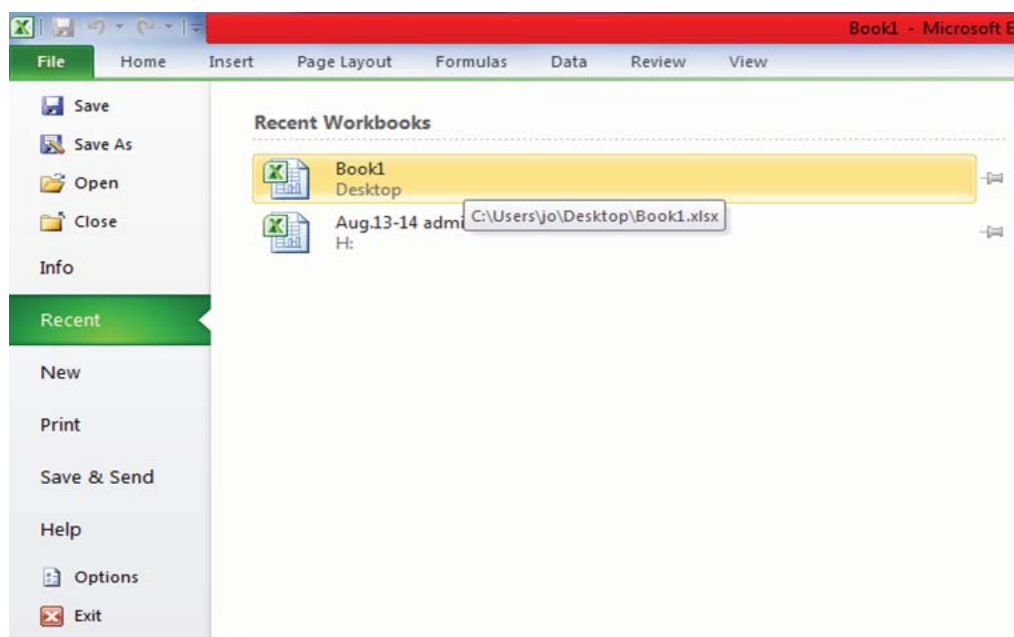 Book1 - Microsoft E
File Home Insert Page Layout Formulas Data Review View
Save
Save As
Open
Close
Info
Recent
New
Print
Save & Send
Help
Options
Exit
Recent Workbooks
Book1
Desktop
C:\Users\jo\Desktop\Book1.xlsx
Aug.13-14 admi
H: